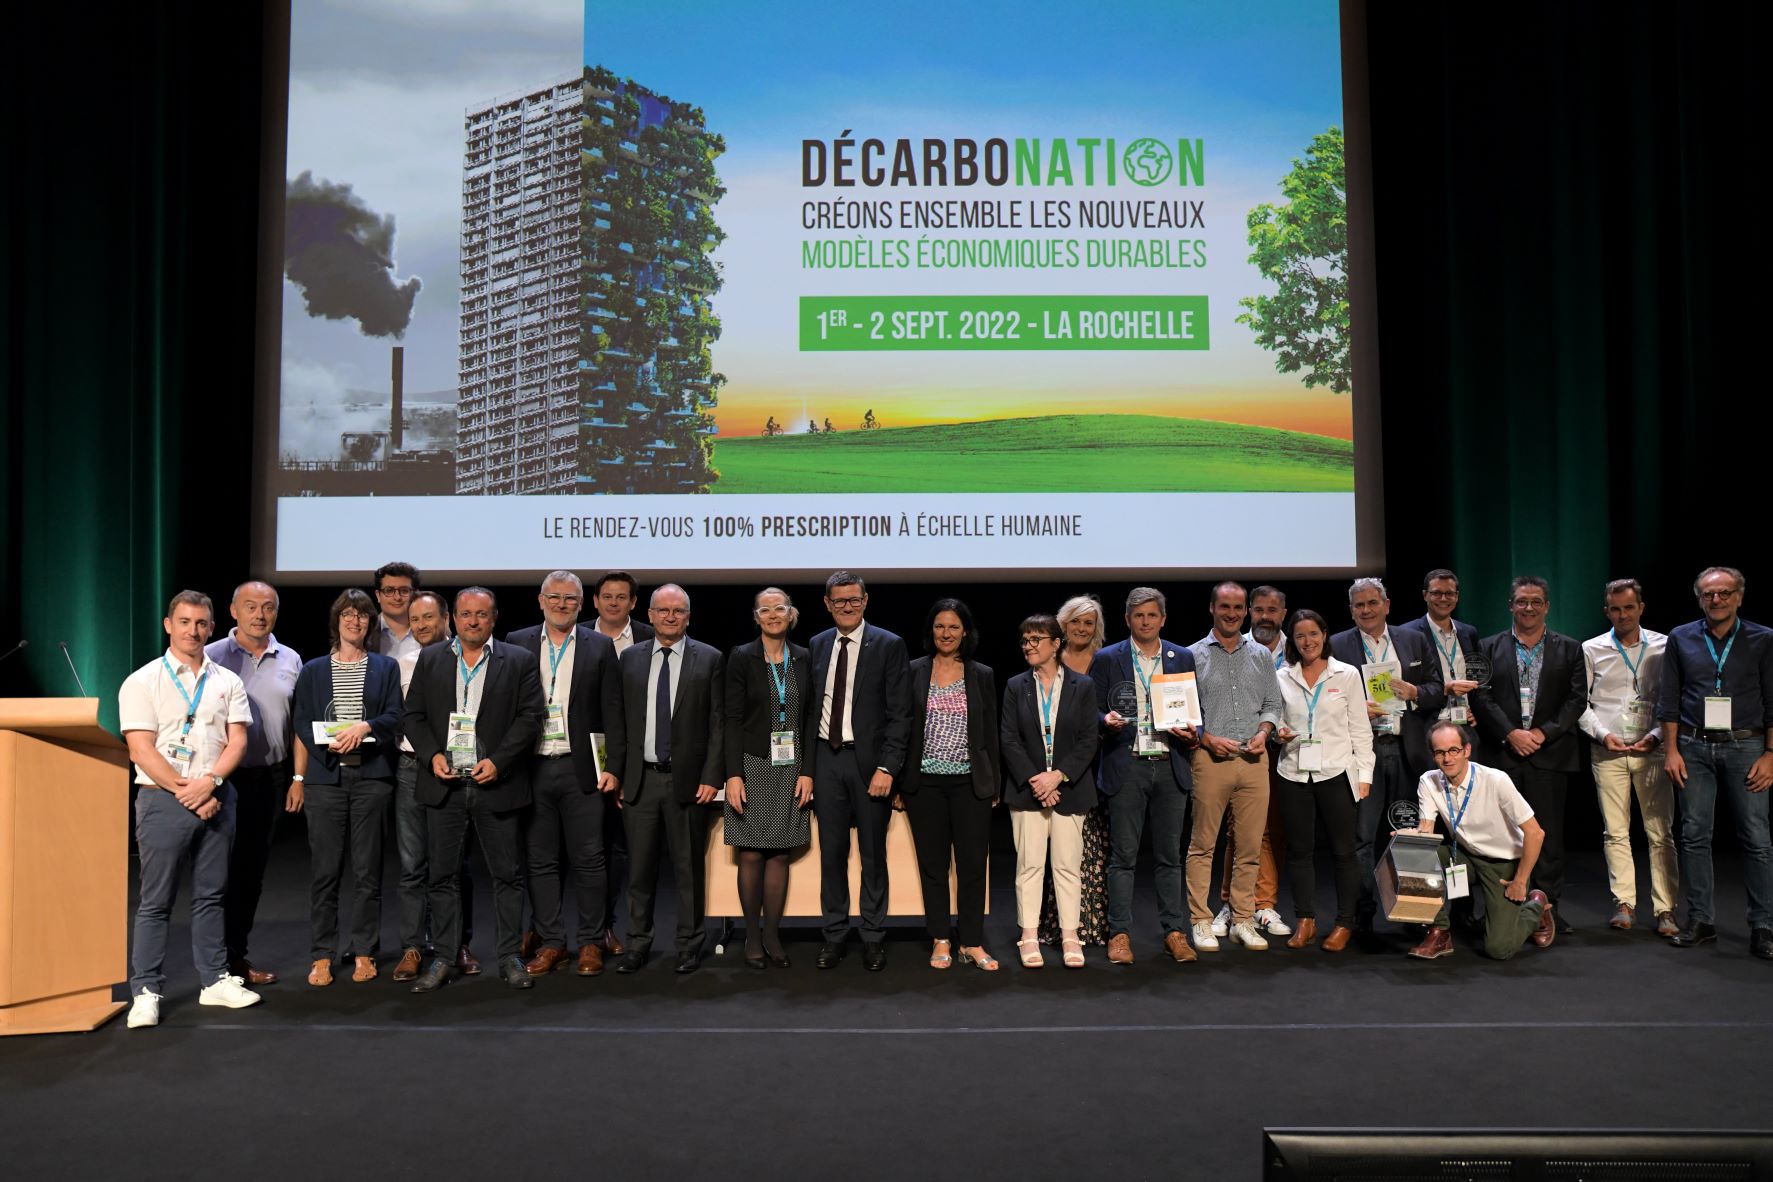 DÉCARBONATION
CRÉONS ENSEMBLE LES NOUVEAUX
MODÈLES ÉCONOMIQUES DURABLES
1ER - 2 SEPT. 2022 - LA ROCHELLE
LE RENDEZ-VOUS 100% PRESCRIPTION À ÉCHELLE HUMAINE
50